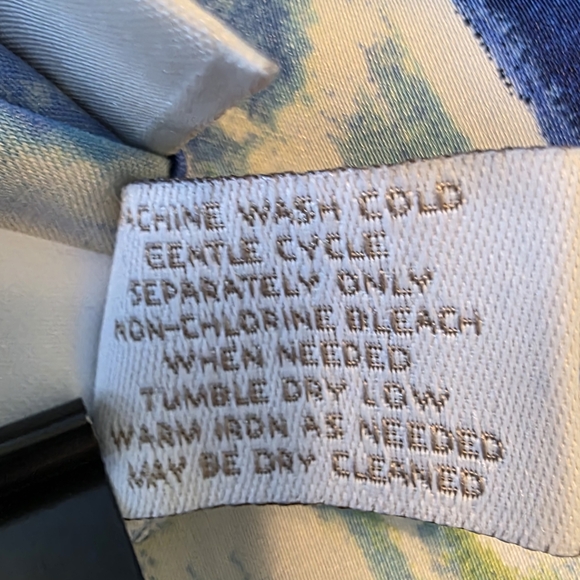 ACHINE WASH COLD
GENTLE CYCLE
SEPARATELY ONLY
NON-CHLORINE BLEACH
WHEN NEEDED
TUMBLE DRY LOW
WARM IRON AS NEEDED
MAY BE DRY CLEANED